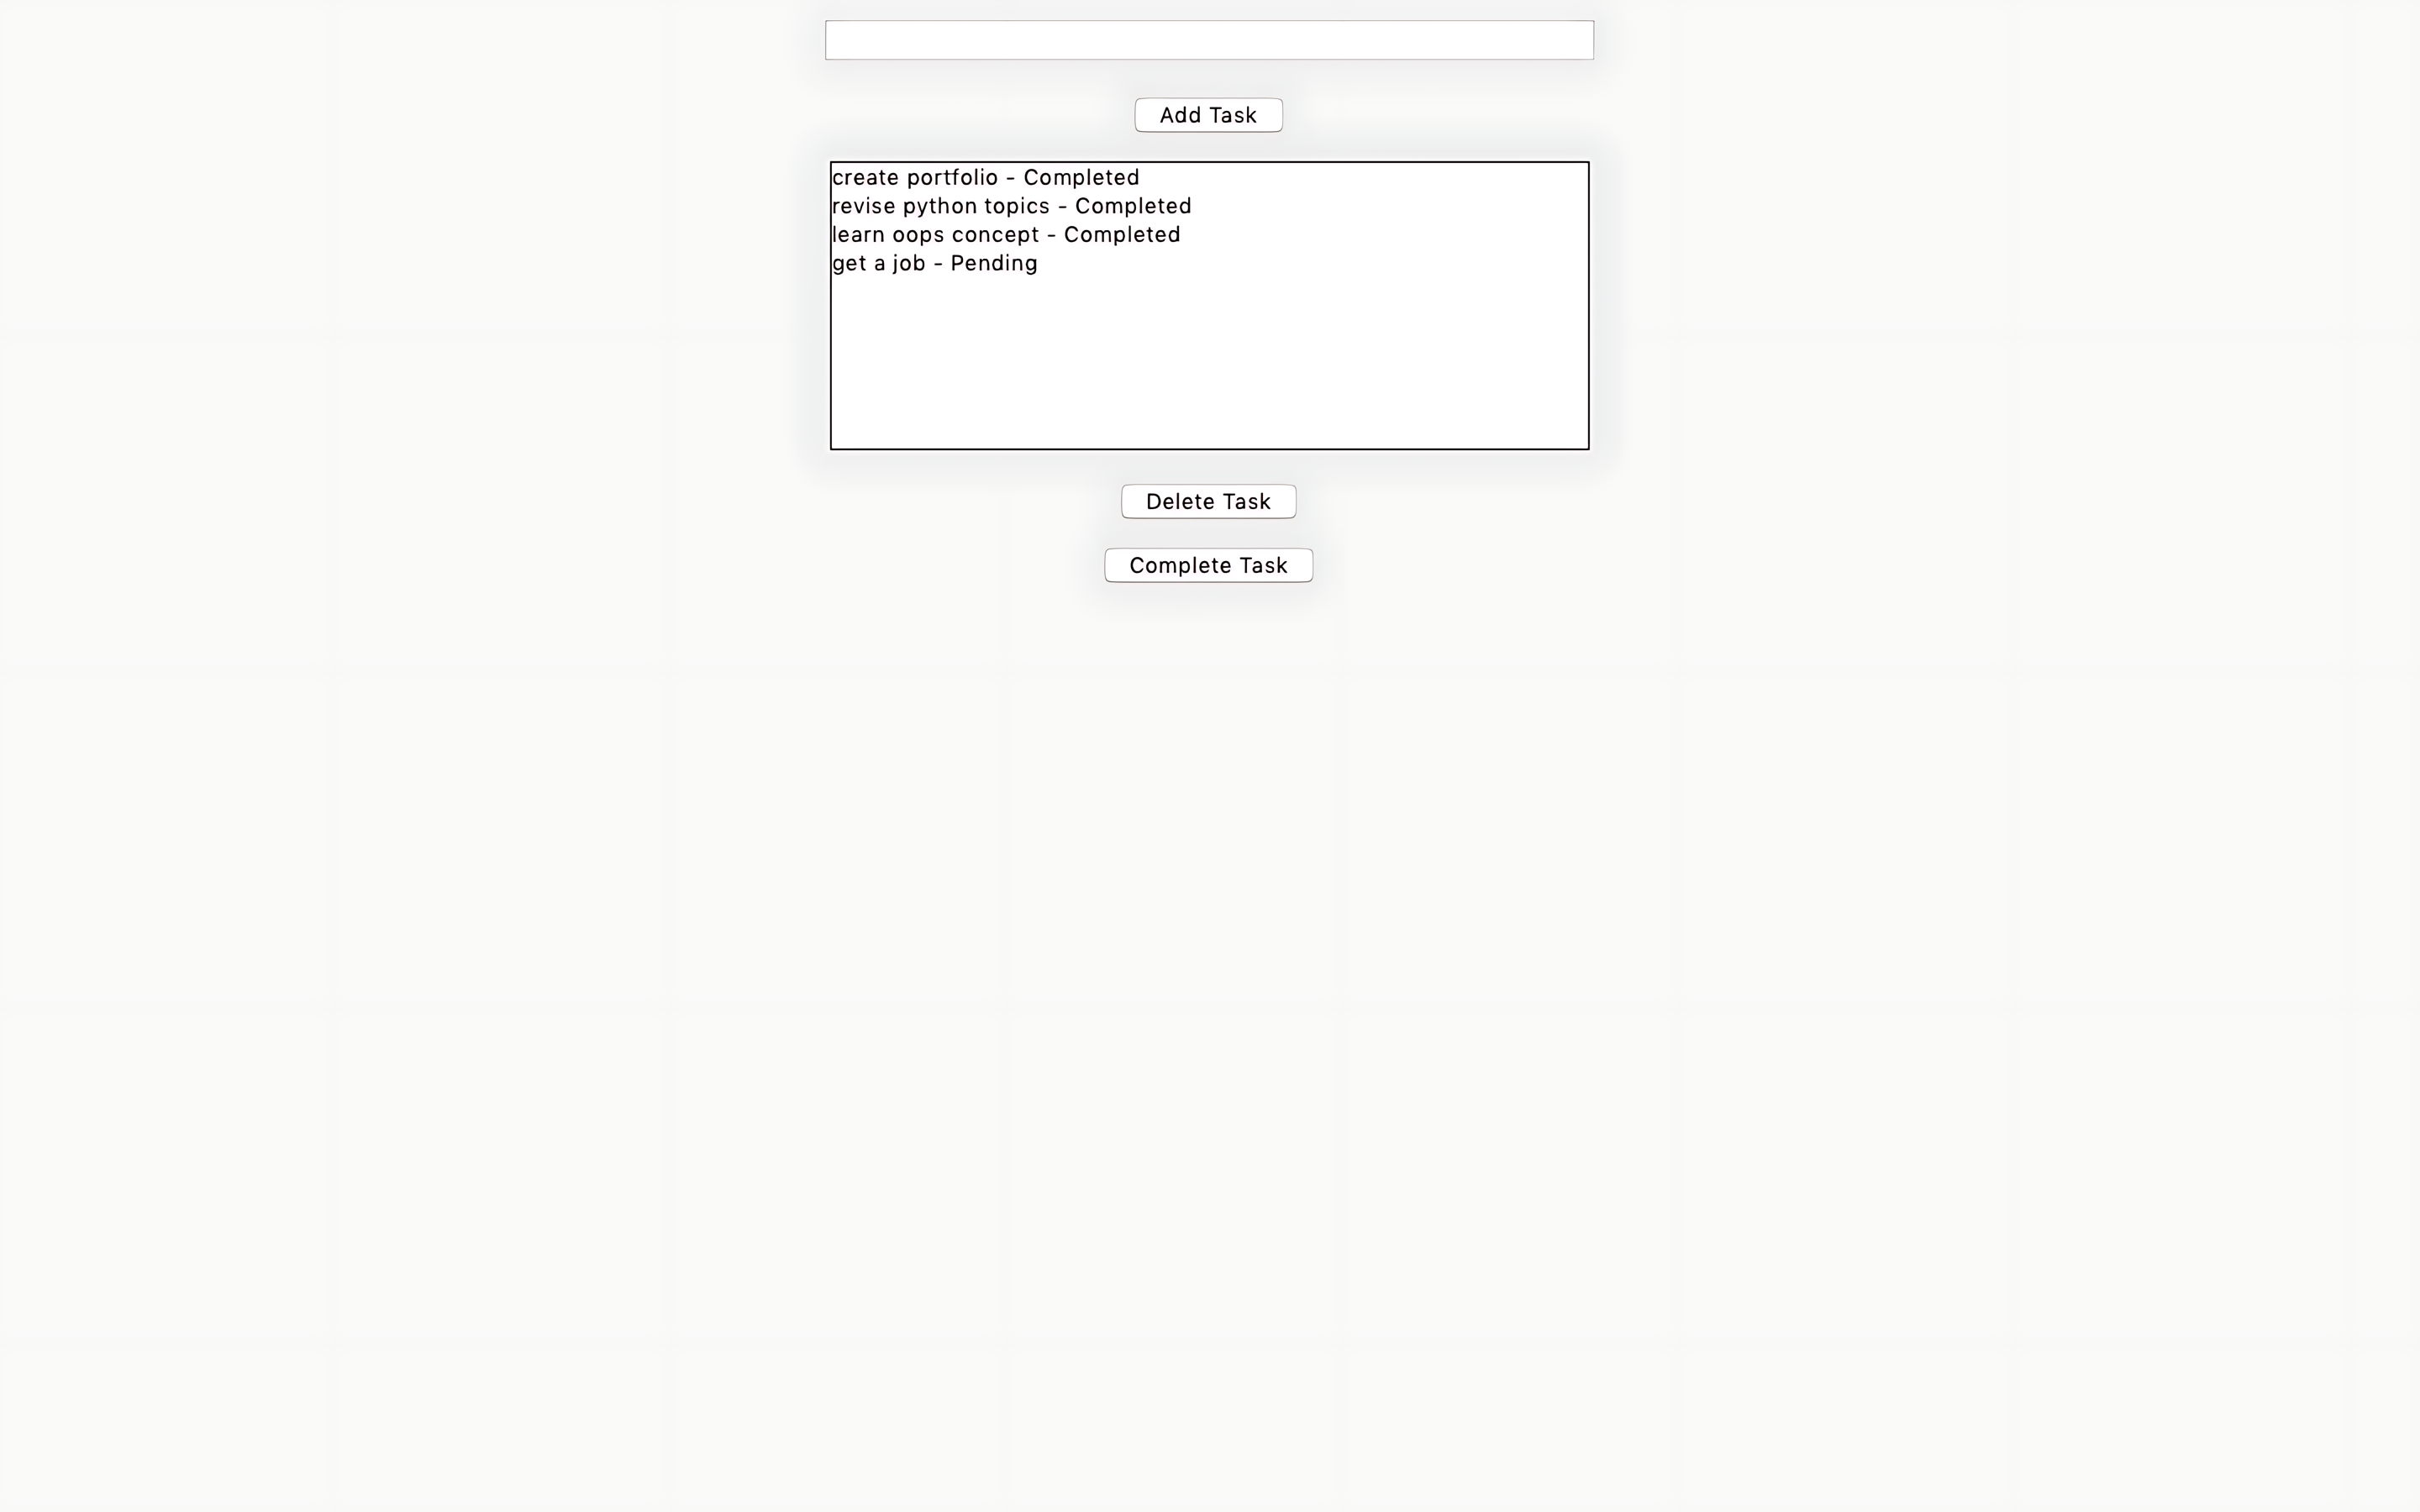 Add Task
create portfolio - Completed
revise python topics - Completed
learn oops concept - Completed
get a job - Pending
Delete Task
Complete Task